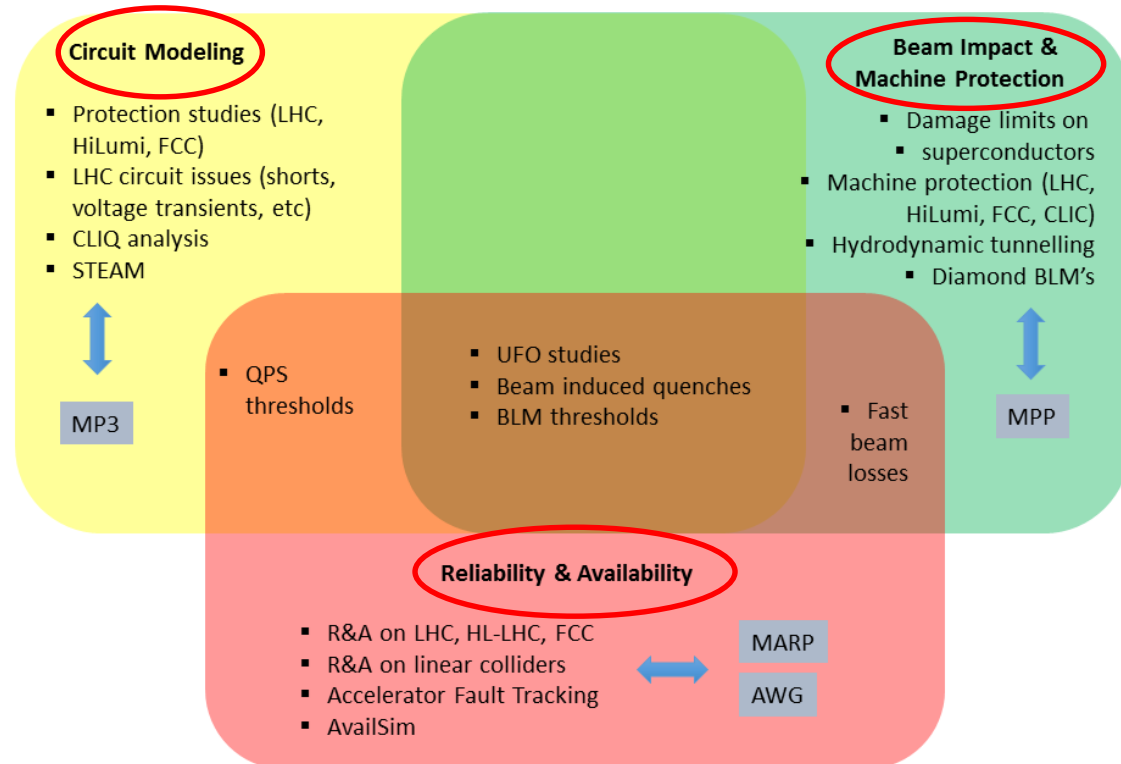 Circuit Modeling
▪ Protection studies (LHC,
HiLumi, FCC)
▪ LHC circuit issues (shorts,
voltage transients, etc)
▪ CLIQ analysis
▪ STEAM
MP3
Beam Impact &
Machine Protection
▪ Damage limits on
▪ superconductors
▪ Machine protection (LHC,
HiLumi, FCC, CLIC)
▪ Hydrodynamic tunnelling
▪ Diamond BLM’s
MPP
▪ QPS
thresholds
▪ UFO studies
▪ Beam induced quenches
▪ BLM thresholds
▪ Fast
beam
losses
Reliability & Availability
▪ R&A on LHC, HL-LHC, FCC
▪ R&A on linear colliders
▪ Accelerator Fault Tracking
▪ AvailSim
MARP
AWG